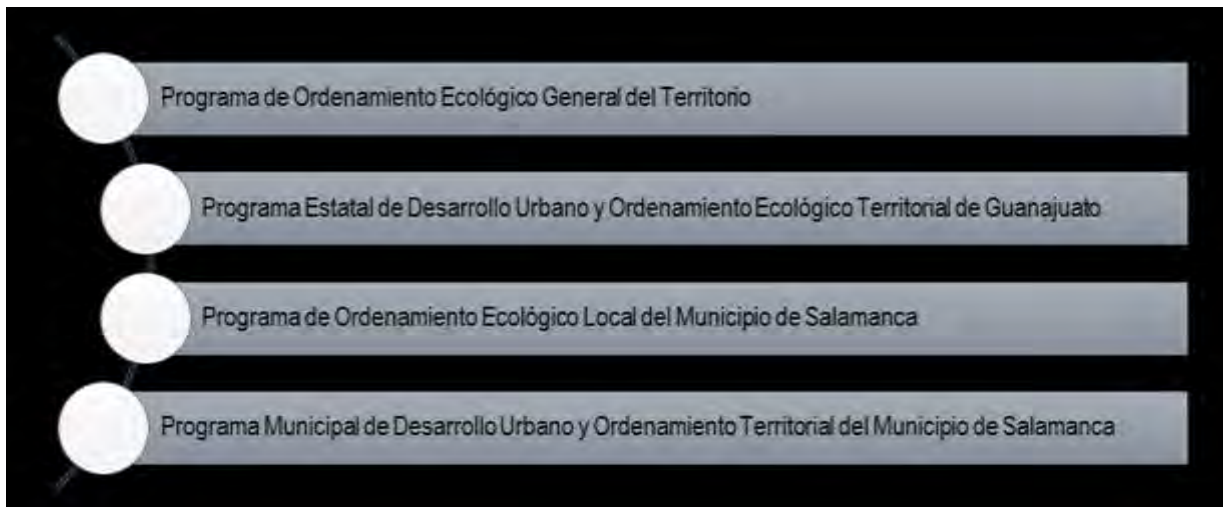 Programa de Ordenamiento Ecológico General del Territorio
Programa Estatal de Desarrollo Urbano y Ordenamiento Ecológico Territorial de Guanajuato
Programa de Ordenamiento Ecológico Local del Municipio de Salamanca
Programa Municipal de Desarrollo Urbano y Ordenamiento Territorial del Municipio de Salamanca